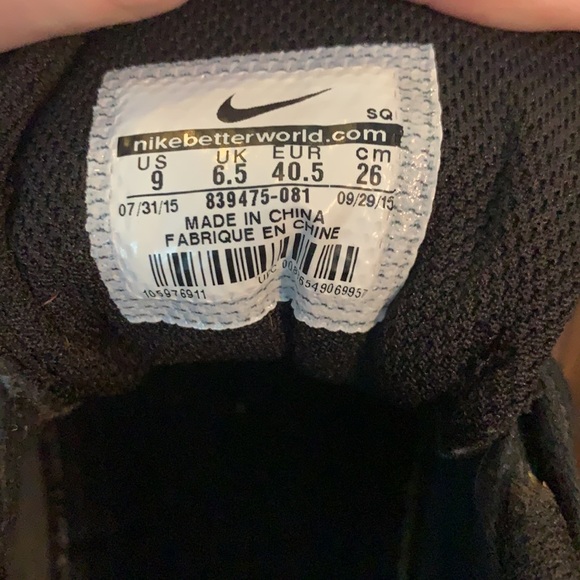 SQ
nikebetterworld.com
US UK EUR cm
9 6.5 40.5 26
07/31/15 839475-081 09/29/15
MADE IN CHINA
FABRIQUE EN CHINE
105976911